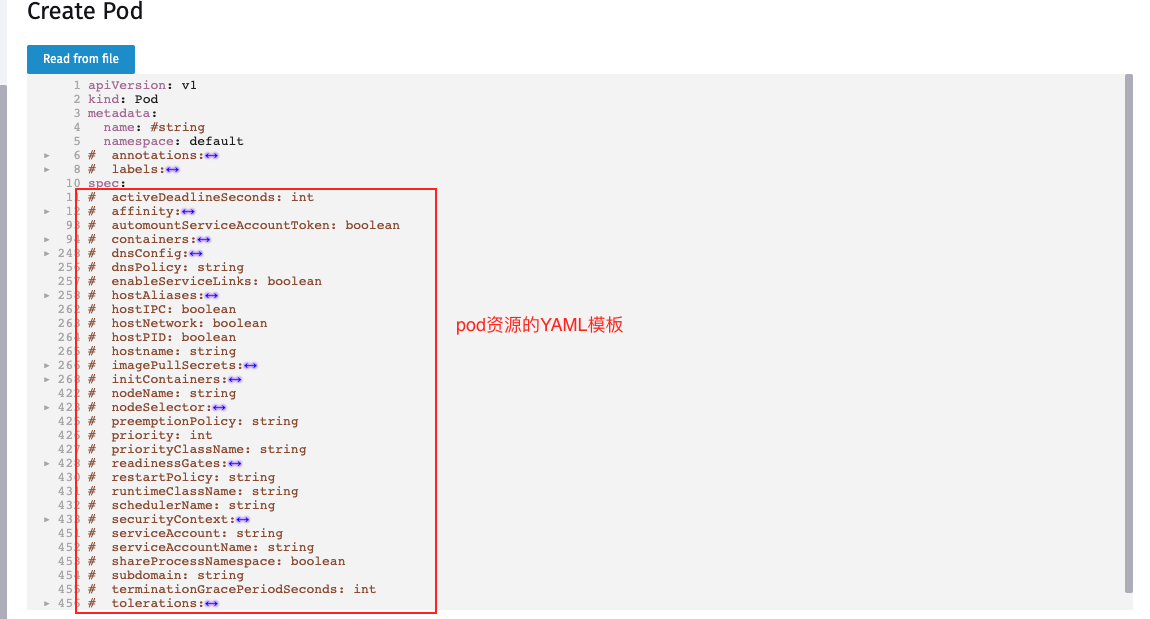 Create Pod
Read from file
1 apiVersion: v1
2 kind: Pod
3 metadata:
4   name: #string
5   namespace: default
6 #  annotations:↔
8 #  labels:↔
10 spec:
11 #  activeDeadlineSeconds: int
12 #  affinity:↔
93 #  automountServiceAccountToken: boolean
94 #  containers:↔
248 #  dnsConfig:↔
256 #  dnsPolicy: string
257 #  enableServiceLinks: boolean
258 #  hostAliases:↔
262 #  hostIPC: boolean
263 #  hostNetwork: boolean
264 #  hostPID: boolean
265 #  hostname: string
pod资源的YAML模板
266 #  imagePullSecrets:↔
268 #  initContainers:↔
422 #  nodeName: string
423 #  nodeSelector:↔
425 #  preemptionPolicy: string
426 #  priority: int
427 #  priorityClassName: string
428 #  readinessGates:↔
430 #  restartPolicy: string
431 #  runtimeClassName: string
432 #  schedulerName: string
433 #  securityContext:↔
451 #  serviceAccount: string
452 #  serviceAccountName: string
453 #  shareProcessNamespace: boolean
454 #  subdomain: string
455 #  terminationGracePeriodSeconds: int
456 #  tolerations:↔